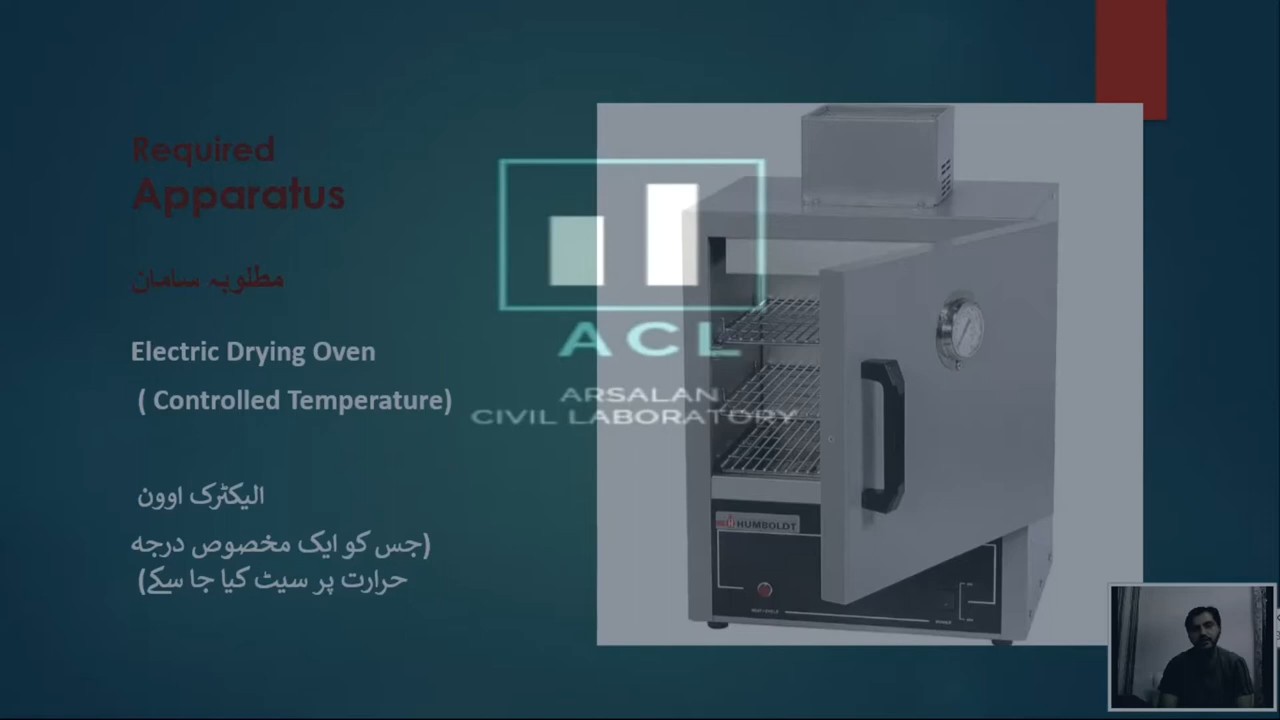 Required
Apparatus
مطلوبہ سامان
Electric Drying Oven
( Controlled Temperature)
الیکٹرک اوون
(جس کو ایک مخصوص درجہ
حرارت پر سیٹ کیا جا سکے)
ACL
ARSALAN
CIVIL LABORATORY
HUMBOLDT